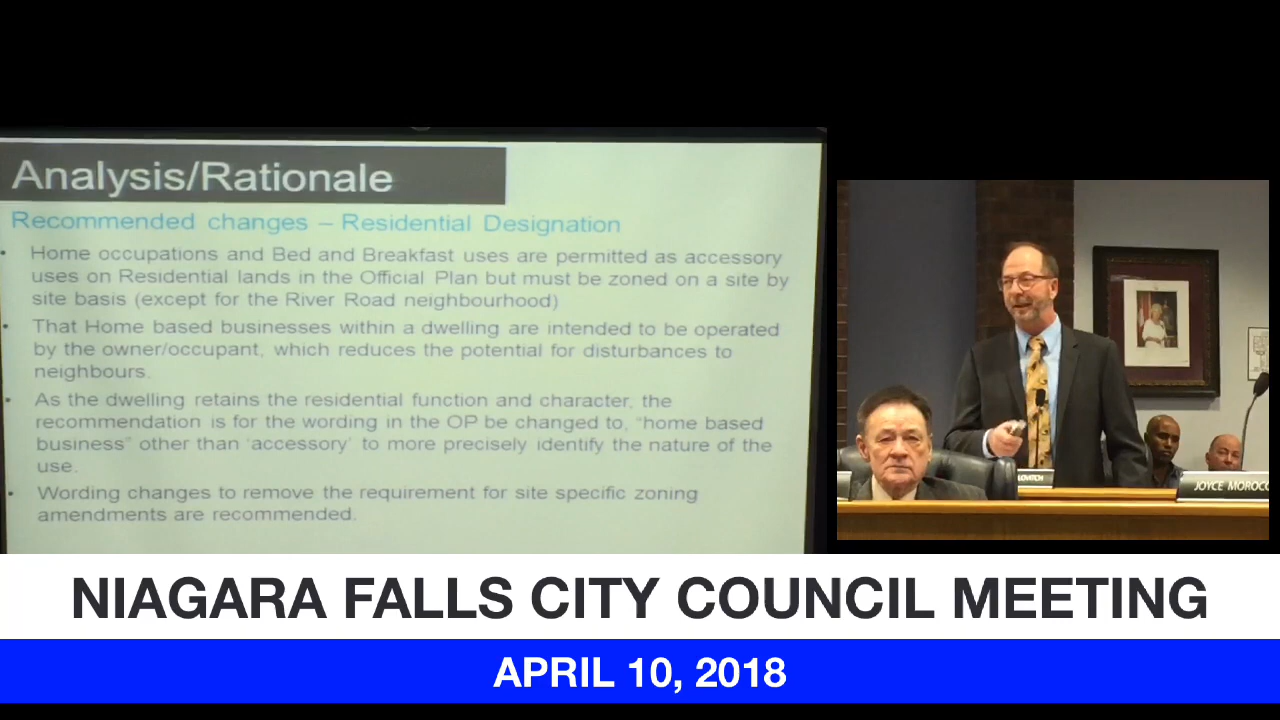 Analysis/Rationale
Recommended changes – Residential Designation
• Home occupations and Bed and Breakfast uses are permitted as accessory
uses on Residential lands in the Official Plan but must be zoned on a site by
site basis (except for the River Road neighbourhood)
• That Home based businesses within a dwelling are intended to be operated
by the owner/occupant, which reduces the potential for disturbances to
neighbours.
• As the dwelling retains the residential function and character, the
recommendation is for the wording in the OP be changed to, "home based
business" other than 'accessory' to more precisely identify the nature of the
use.
• Wording changes to remove the requirement for site specific zoning
amendments are recommended.
LOVITCH
JOYCE MOROCC
NIAGARA FALLS CITY COUNCIL MEETING
APRIL 10, 2018